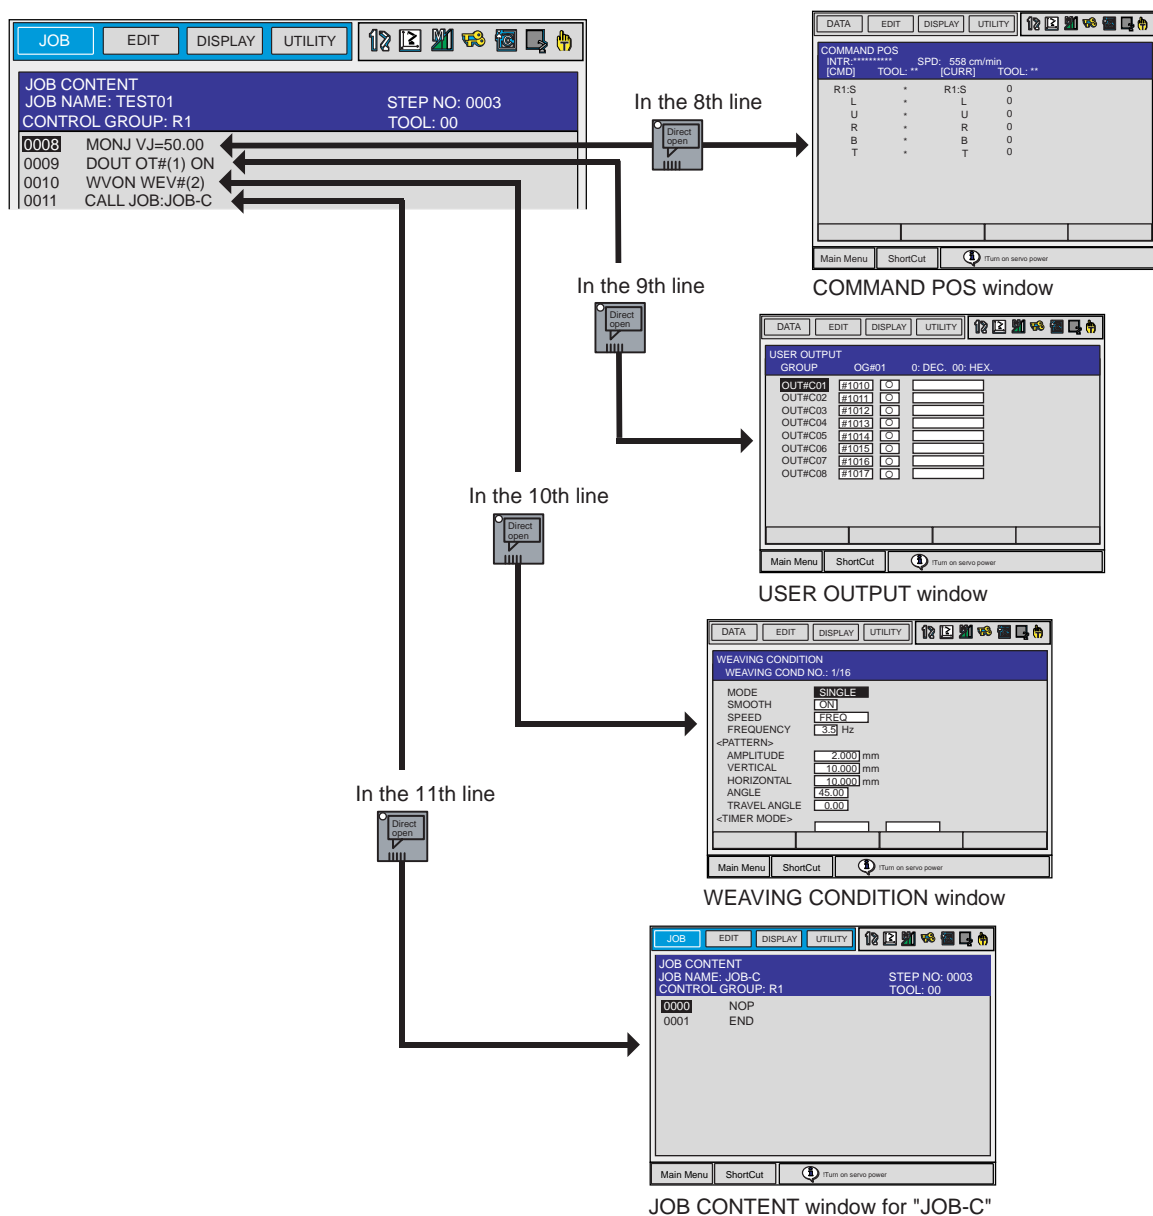 JOB EDIT DISPLAY UTILITY
JOB CONTENT
JOB NAME: TEST01 STEP NO: 0003
CONTROL GROUP: R1 TOOL: 00
0008 MONJ VJ=50.00
0009 DOUT OT#(1) ON
0010 WVON WEV#(2)
0011 CALL JOB:JOB-C
In the 8th line
Direct
open
DATA EDIT DISPLAY UTILITY
COMMAND POS
INTR:********** SPD: 558 cm/min
[CMD] TOOL: ** [CURR] TOOL: **
R1:S * R1:S 0
L * L 0
U * U 0
R * R 0
B * B 0
T * T 0
Main Menu ShortCut !Turn on servo power
COMMAND POS window
In the 9th line
Direct
open
DATA EDIT DISPLAY UTILITY
USER OUTPUT
GROUP OG#01 0: DEC. 00: HEX.
OUT#C01 #1010
OUT#C02 #1011
OUT#C03 #1012
OUT#C04 #1013
OUT#C05 #1014
OUT#C06 #1015
OUT#C07 #1016
OUT#C08 #1017
Main Menu ShortCut !Turn on servo power
USER OUTPUT window
In the 10th line
Direct
open
DATA EDIT DISPLAY UTILITY
WEAVING CONDITION
WEAVING COND NO.: 1/16
MODE SINGLE
SMOOTH ON
SPEED FREQ
FREQUENCY 3.5 Hz
<PATTERN>
AMPLITUDE 2.000 mm
VERTICAL 10.000 mm
HORIZONTAL 10.000 mm
ANGLE 45.00
TRAVEL ANGLE 0.00
<TIMER MODE>
Main Menu ShortCut !Turn on servo power
WEAVING CONDITION window
In the 11th line
Direct
open
JOB EDIT DISPLAY UTILITY
JOB CONTENT
JOB NAME: JOB-C STEP NO: 0003
CONTROL GROUP: R1 TOOL: 00
0000 NOP
0001 END
Main Menu ShortCut !Turn on servo power
JOB CONTENT window for "JOB-C"